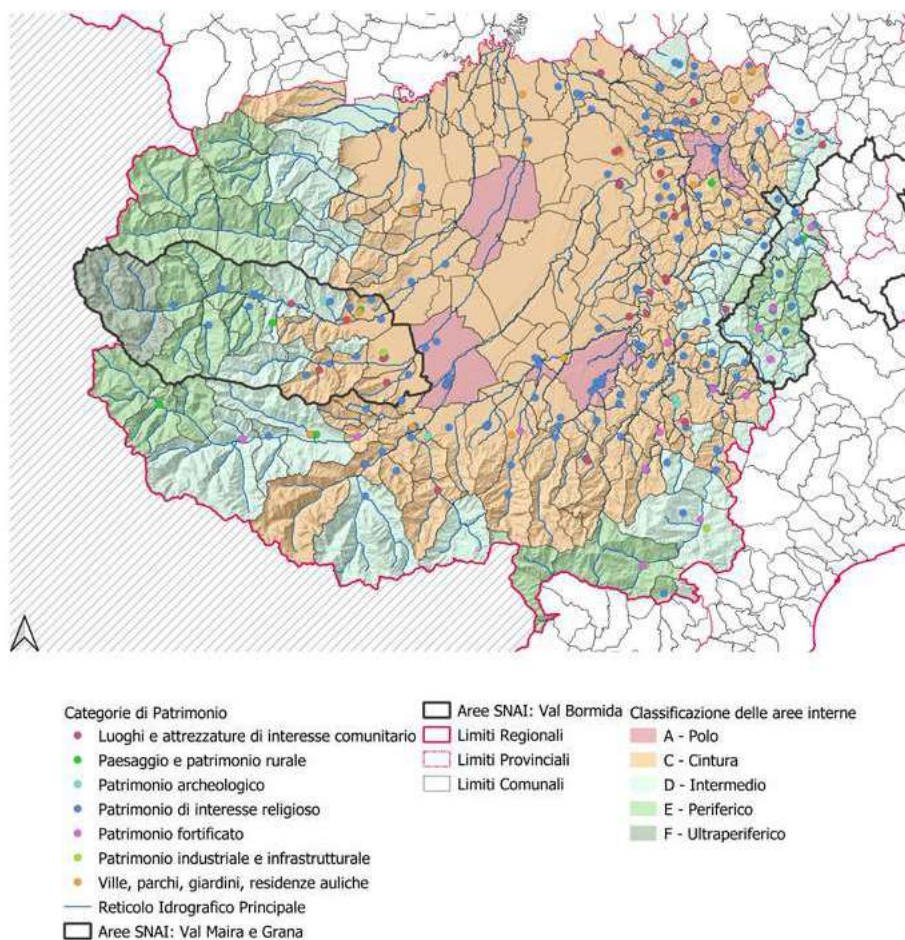 Categorie di Patrimonio
Luoghi e attrezzature di interesse comunitario
Paesaggio e patrimonio rurale
Patrimonio archeologico
Patrimonio di interesse religioso
Patrimonio fortificato
Patrimonio industriale e infrastrutturale
Ville, parchi, giardini, residenze auliche
Reticolo Idrografico Principale
Aree SNAI: Val Maira e Grana
Aree SNAI: Val Bormida
Limiti Regionali
Limiti Provinciali
Limiti Comunali
Classificazione delle aree interne
A - Polo
C - Cintura
D - Intermedio
E - Periferico
F - Ultraperiferico